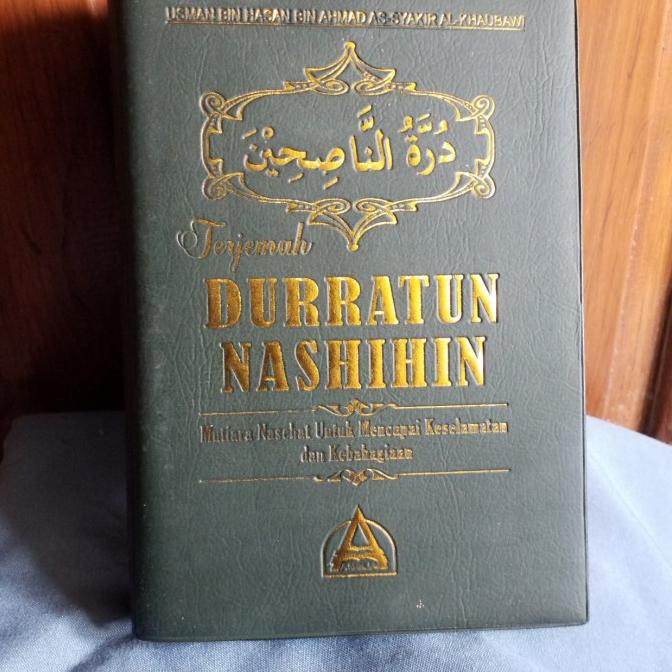 USMAN BIN HASAN BIN AHMAD AS-SYAKIR AL-KHAUBAWI
دُرَّةُ النَّاصِحِيْنَ
Terjemah
DURRATUN
NASHIHIN
Mutiara Nasehat Untuk Mencapai Keselamatan
dan Kebahagiaan